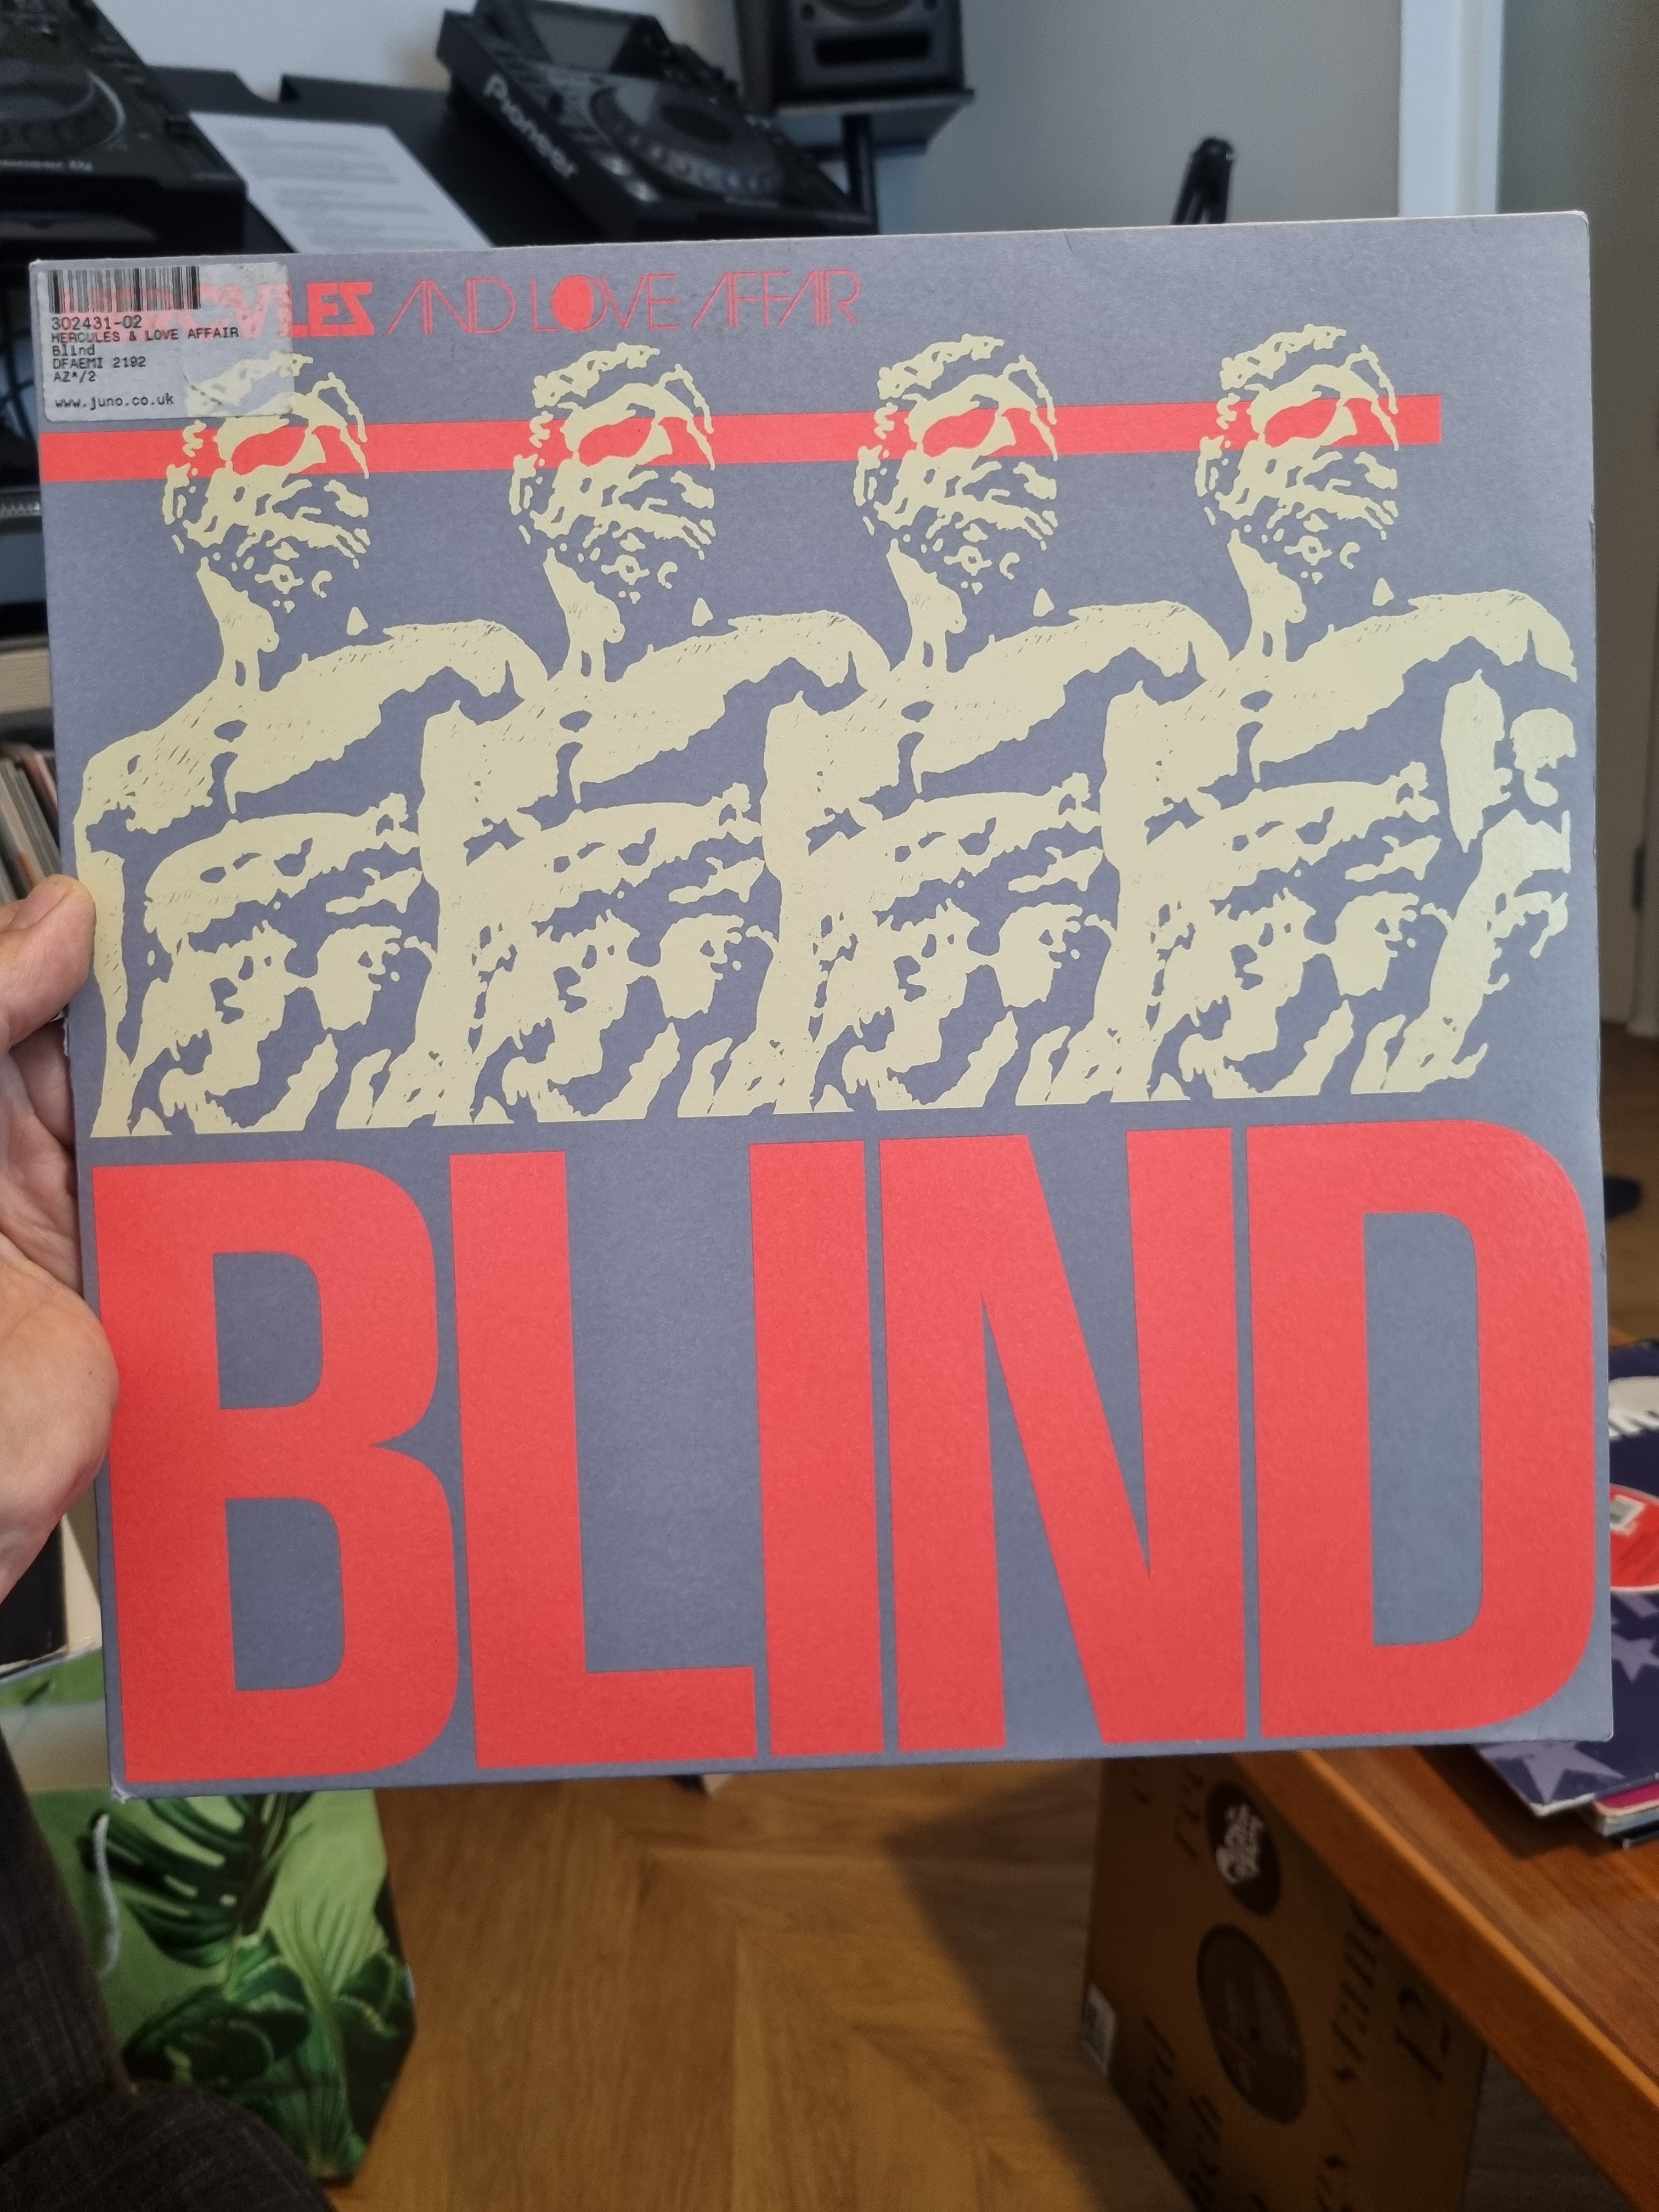 Pioneer
HERCVLES AND LOVE AFFAIR
302431-02
HERCULES & LOVE AFFAIR
Blind
DFAEMI 2192
AZ*/2
www.juno.co.uk
BLIND